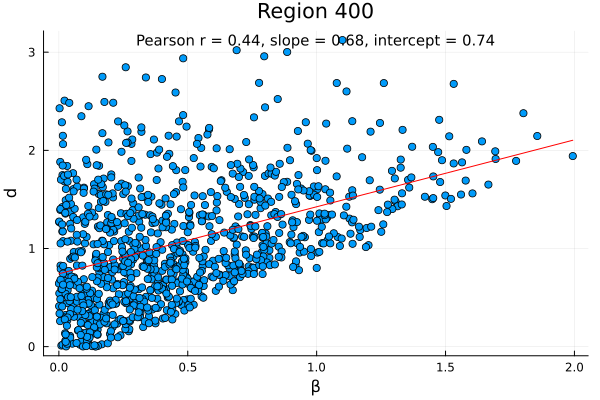 Region 400
Pearson r = 0.44, slope = 0.68, intercept = 0.74
3
2
d
1
0
0.0 0.5 1.0 1.5 2.0
β